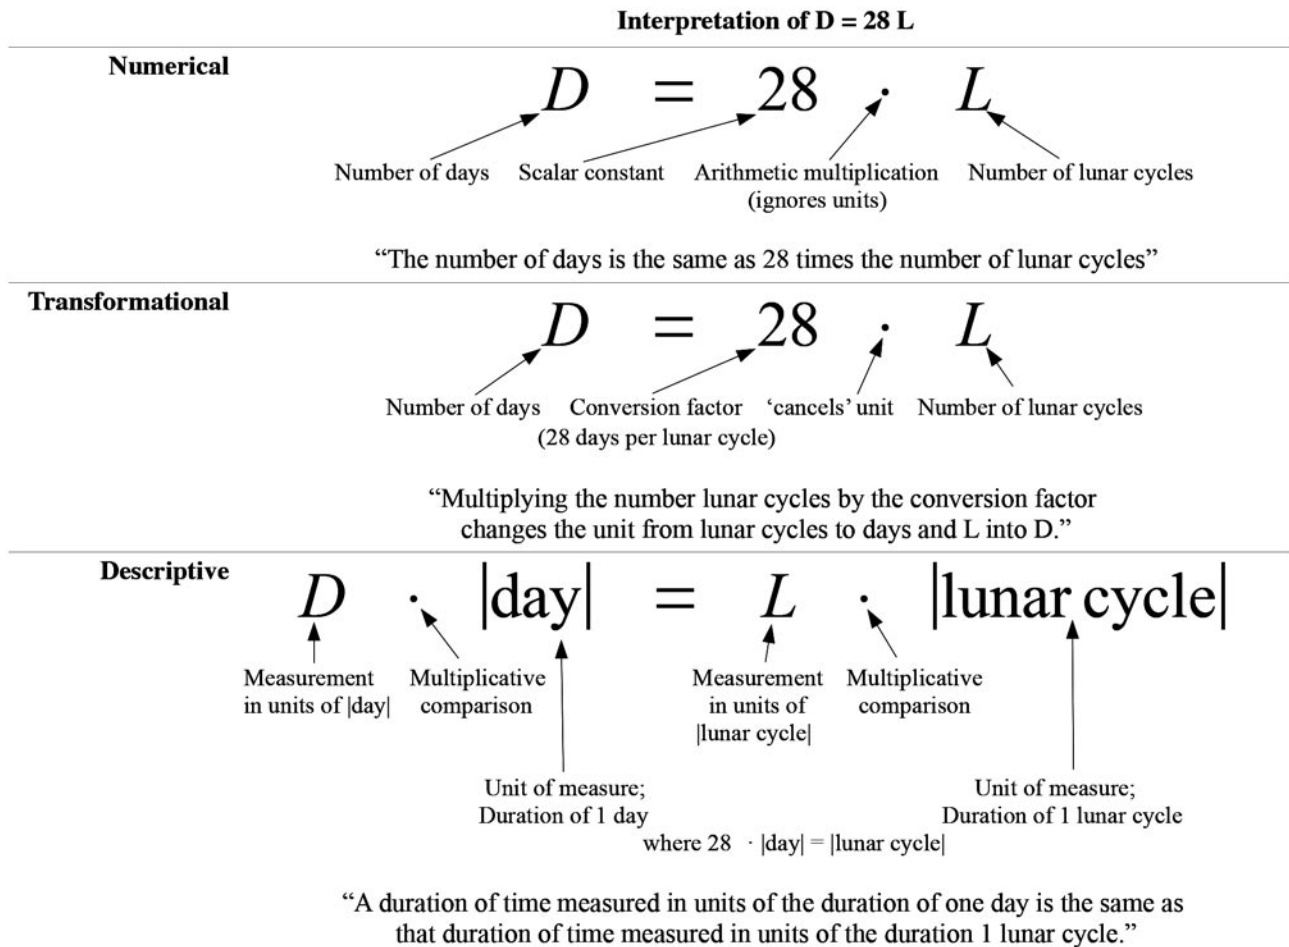 Interpretation of D = 28 L
Numerical
D = 28 · L
Number of days Scalar constant Arithmetic multiplication Number of lunar cycles
(ignores units)
“The number of days is the same as 28 times the number of lunar cycles”
Transformational
D = 28 · L
Number of days Conversion factor ‘cancels’ unit Number of lunar cycles
(28 days per lunar cycle)
“Multiplying the number lunar cycles by the conversion factor
changes the unit from lunar cycles to days and L into D.”
Descriptive
D · |day| = L · |lunar cycle|
Measurement Multiplicative Measurement Multiplicative
in units of |day| comparison in units of comparison
|lunar cycle|
Unit of measure; Unit of measure;
Duration of 1 day Duration of 1 lunar cycle
where 28 · |day| = |lunar cycle|
“A duration of time measured in units of the duration of one day is the same as
that duration of time measured in units of the duration 1 lunar cycle.”